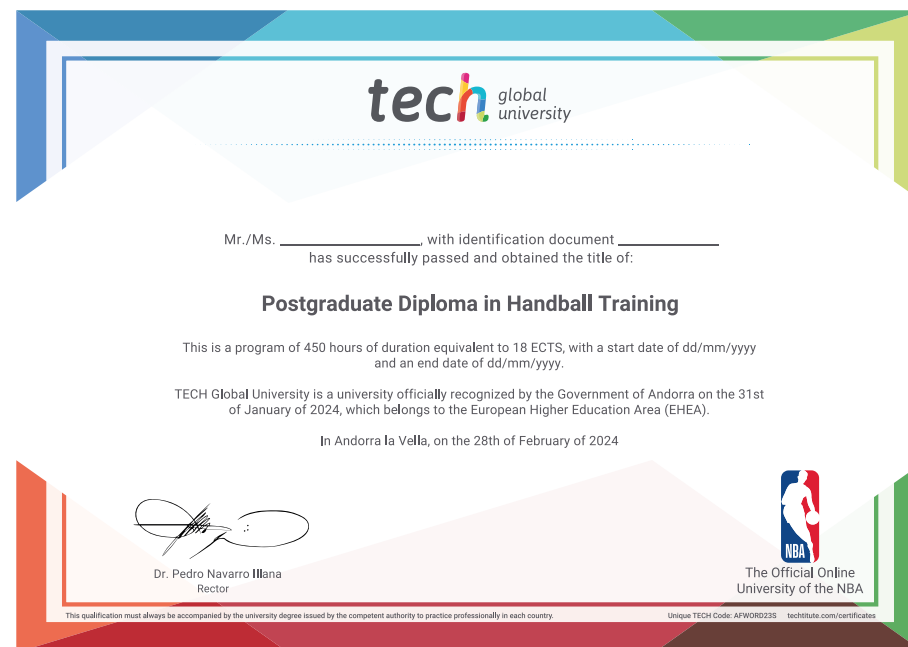 tech global university
Mr./Ms. ____________, with identification document ____________
has successfully passed and obtained the title of:
Postgraduate Diploma in Handball Training
This is a program of 450 hours of duration equivalent to 18 ECTS, with a start date of dd/mm/yyyy
and an end date of dd/mm/yyyy.
TECH Global University is a university officially recognized by the Government of Andorra on the 31st
of January of 2024, which belongs to the European Higher Education Area (EHEA).
In Andorra la Vella, on the 28th of February of 2024
Dr. Pedro Navarro Illana
Rector
NBA
The Official Online
University of the NBA
This qualification must always be accompanied by the university degree issued by the competent authority to practice professionally in each country.
Unique TECH Code: AFWORD23S techtitute.com/certificates